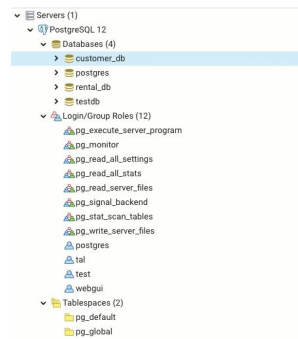 Servers (1)
PostgreSQL 12
Databases (4)
customer_db
postgres
rental_db
testdb
Login/Group Roles (12)
pg_execute_server_program
pg_monitor
pg_read_all_settings
pg_read_all_stats
pg_read_server_files
pg_signal_backend
pg_stat_scan_tables
pg_write_server_files
postgres
tal
test
webgui
Tablespaces (2)
pg_default
pg_global